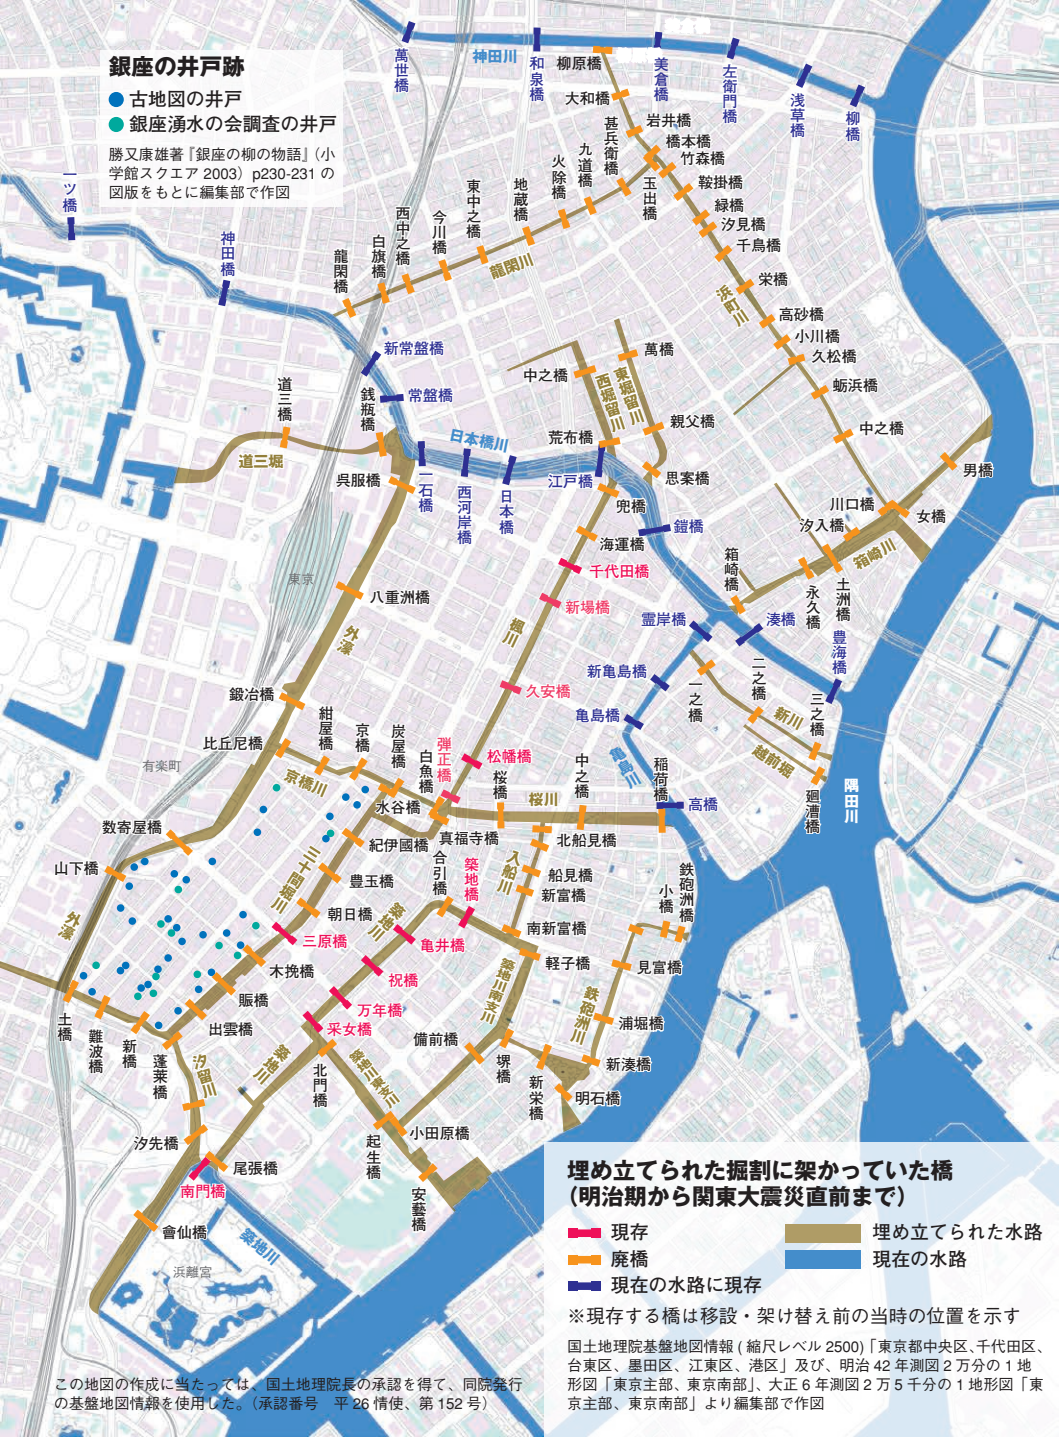 銀座の井戸跡
古地図の井戸
銀座湧水の会調査の井戸
勝又康雄著『銀座の柳の物語』（小
学館スクエア 2003）p230-231 の
図版をもとに編集部で作図
萬世橋
神田川
和泉橋
柳原橋
美倉橋
左衛門橋
浅草橋
柳橋
大和橋
岩井橋
橋本橋
竹森橋
甚兵衛橋
九道橋
火除橋
地蔵橋
東中之橋
今川橋
西中之橋
白旗橋
龍閑橋
龍閑川
玉出橋
鞍掛橋
緑橋
汐見橋
千鳥橋
栄橋
浜町川
高砂橋
小川橋
久松橋
蛎浜橋
中之橋
男橋
女橋
川口橋
汐入橋
箱崎川
土洲橋
永久橋
箱崎橋
一ツ橋
神田橋
新常盤橋
常盤橋
銭瓶橋
道三橋
道三堀
日本橋川
呉服橋
一石橋
西河岸橋
日本橋
江戸橋
荒布橋
中之橋
西堀留川
東堀留川
萬橋
親父橋
思案橋
兜橋
鎧橋
海運橋
千代田橋
新場橋
楓川
久安橋
松幡橋
弾正橋
白魚橋
東京
八重洲橋
外濠
鍛冶橋
比丘尼橋
紺屋橋
京橋
炭屋橋
京橋川
水谷橋
有楽町
数寄屋橋
山下橋
外濠
霊岸橋
湊橋
豊海橋
新亀島橋
亀島橋
亀島川
一之橋
二之橋
三之橋
新川
越前堀
廻漕橋
隅田川
稲荷橋
高橋
桜橋
中之橋
桜川
北船見橋
真福寺橋
合引橋
築地橋
入船川
船見橋
新富橋
南新富橋
軽子橋
小橋
鉄砲洲橋
見富橋
鉄砲洲川
浦堀橋
新湊橋
明石橋
新栄橋
堺橋
備前橋
築地川南支川
紀伊國橋
豊玉橋
三十間堀川
朝日橋
三原橋
木挽橋
賑橋
出雲橋
築地川
亀井橋
祝橋
万年橋
采女橋
北門橋
築地川東支川
築地川
小田原橋
起生橋
安藝橋
土橋
難波橋
新橋
蓬莱橋
汐留川
汐先橋
尾張橋
南門橋
會仙橋
築地川
浜離宮
埋め立てられた掘割に架かっていた橋
（明治期から関東大震災直前まで）
現存
廃橋
現在の水路に現存
埋め立てられた水路
現在の水路
※現存する橋は移設・架け替え前の当時の位置を示す
国土地理院基盤地図情報 ( 縮尺レベル 2500)「東京都中央区、千代田区、
台東区、墨田区、江東区、港区」及び、明治 42 年測図 2 万分の 1 地
形図「東京主部、東京南部」、大正 6 年測図 2 万 5 千分の 1 地形図「東
京主部、東京南部」より編集部で作図
この地図の作成に当たっては、国土地理院長の承認を得て、同院発行
の基盤地図情報を使用した。（承認番号　平 26 情使、第 152 号）